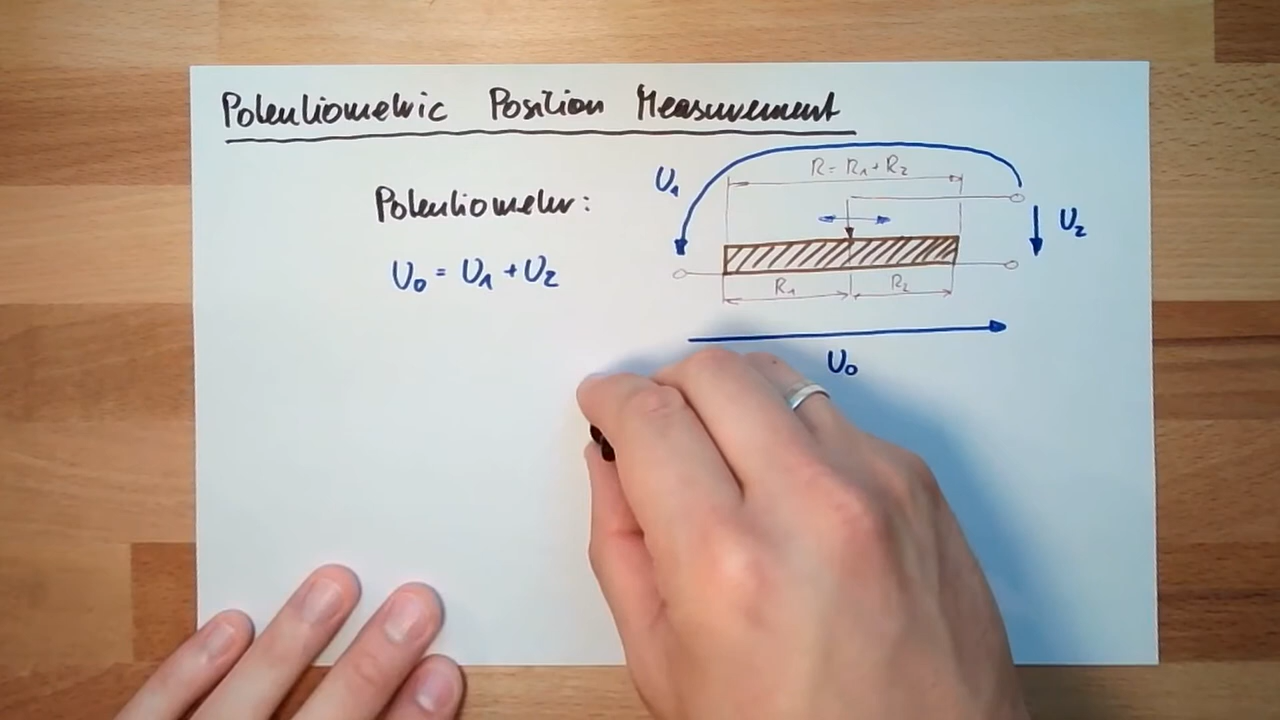 Potentiometric Position Measurement
U1
R = R1 + R2
Potentiometer:
U2
U0 = U1 + U2
R1
R2
U0